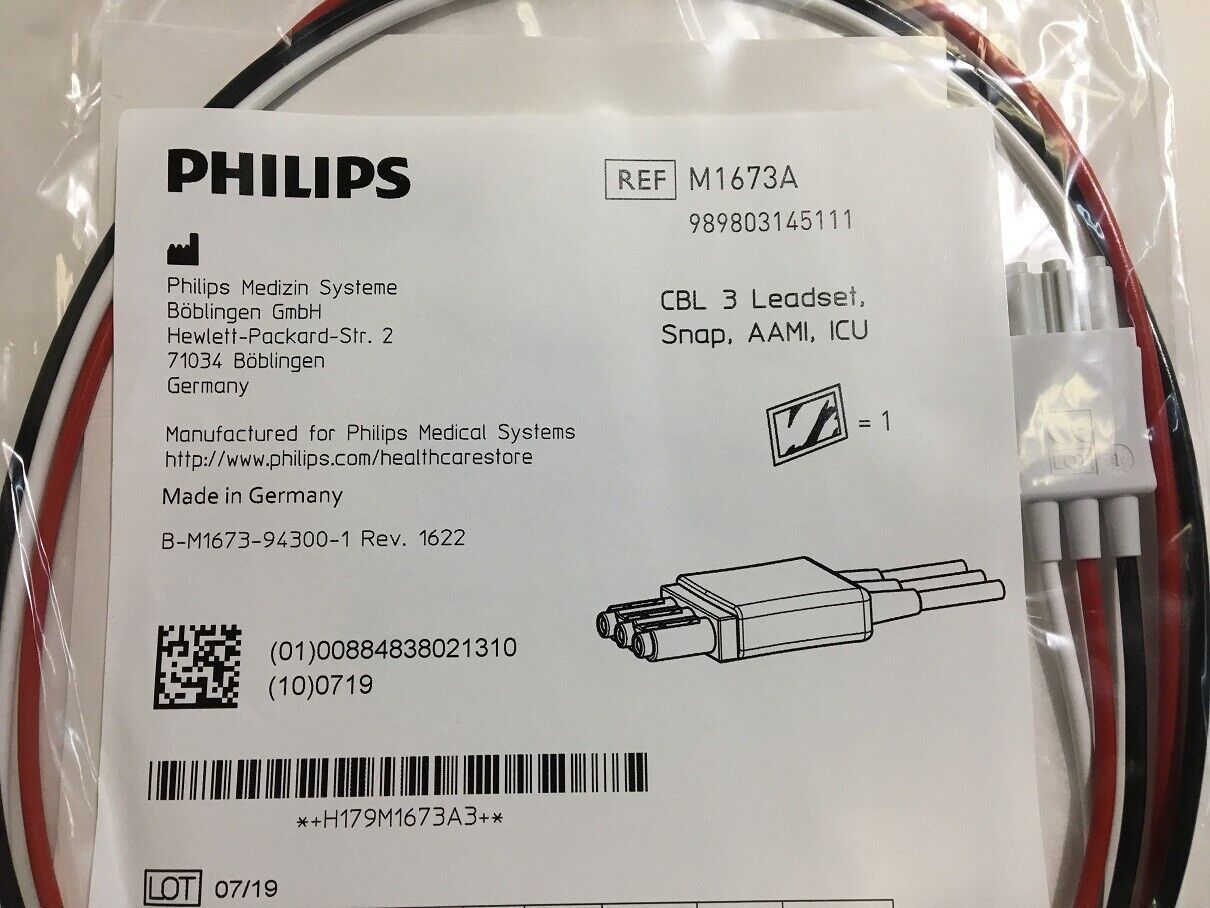 PHILIPS
REF M1673A
989803145111
Philips Medizin Systeme
Böblingen GmbH
Hewlett-Packard-Str. 2
71034 Böblingen
Germany
CBL 3 Leadset,
Snap, AAMI, ICU
= 1
Manufactured for Philips Medical Systems
http://www.philips.com/healthcarestore
Made in Germany
B-M1673-94300-1 Rev. 1622
(01)00884838021310
(10)0719
*+H179M1673A3+*
LOT 07/19
LOT